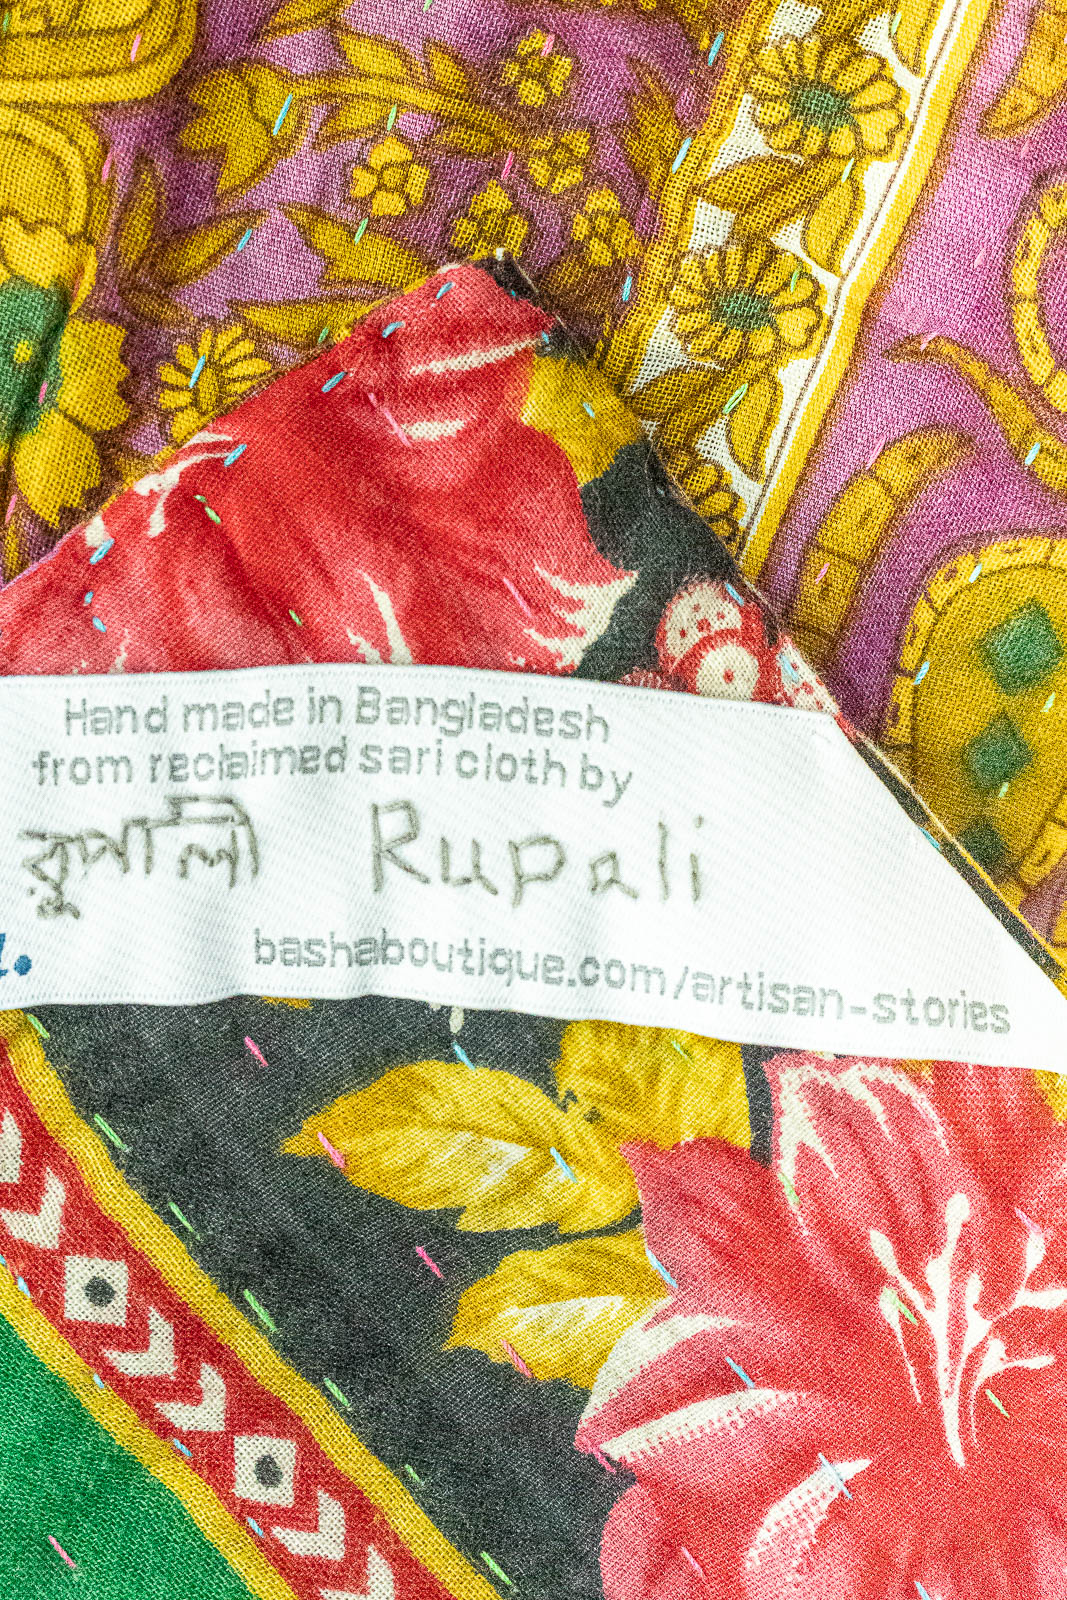 Hand made in Bangladesh
from reclaimed sari cloth by
রুপালী Rupali
bashaboutique.com/artisan-stories